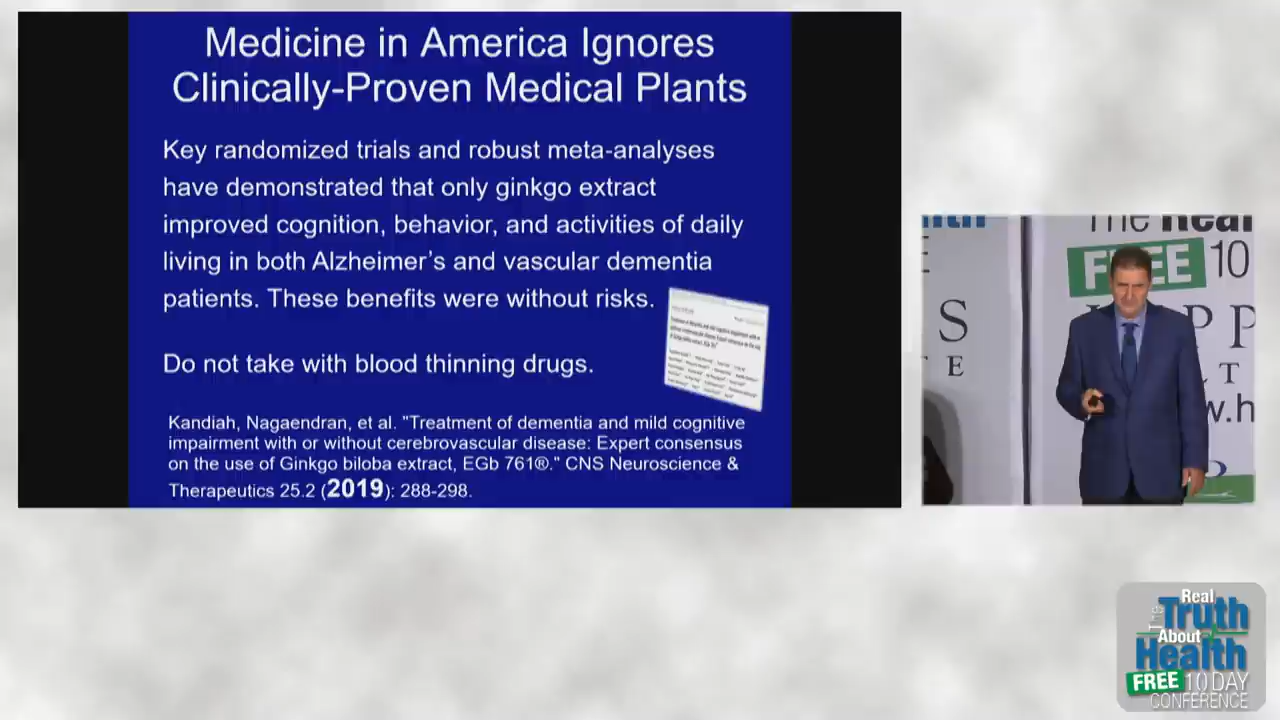 Medicine in America Ignores
Clinically-Proven Medical Plants
Key randomized trials and robust meta-analyses
have demonstrated that only ginkgo extract
improved cognition, behavior, and activities of daily
living in both Alzheimer's and vascular dementia
patients. These benefits were without risks.
Do not take with blood thinning drugs.
Kandiah, Nagaendran, et al. "Treatment of dementia and mild cognitive
impairment with or without cerebrovascular disease: Expert consensus
on the use of Ginkgo biloba extract, EGb 761®." CNS Neuroscience &
Therapeutics 25.2 (2019): 288-298.
The Real
FREE 10
The Real
Truth
About
Health
FREE 10 DAY
CONFERENCE